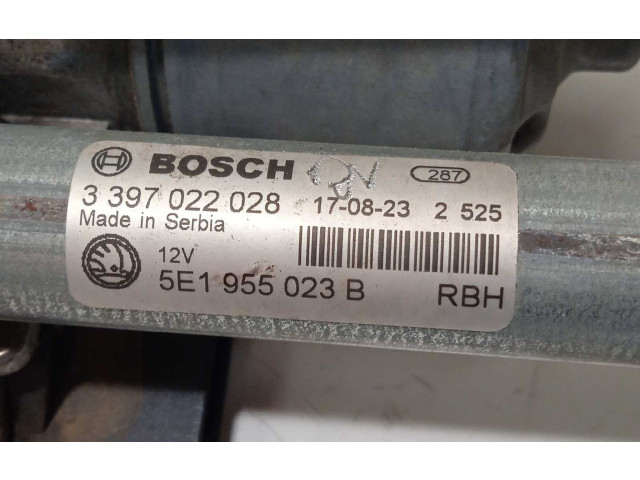 BOSCH 287
3 397 022 028 17-08-23 2 525
Made in Serbia
12V
5E1 955 023 B RBH